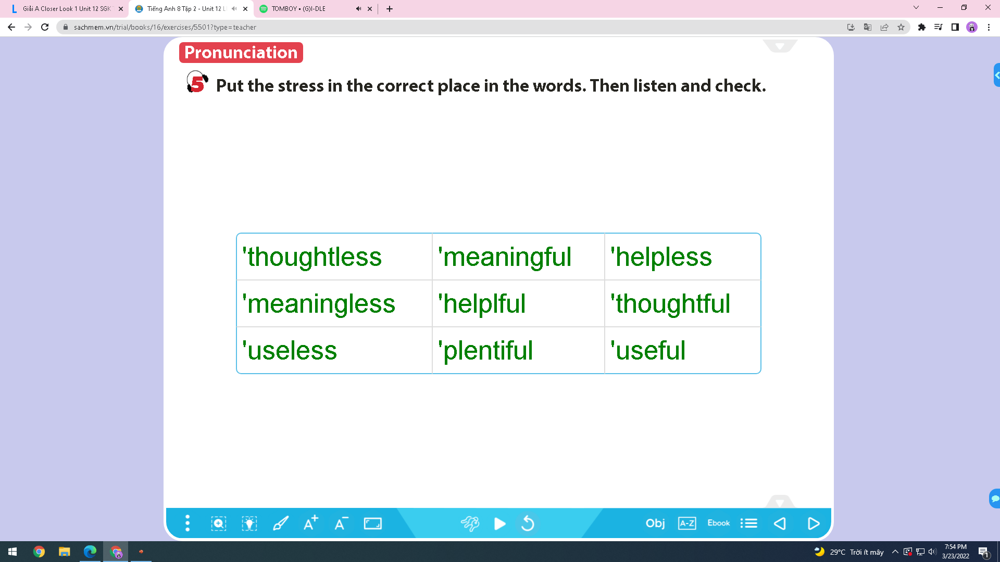 Giải A Closer Look 1 Unit 12 SGK
Tiếng Anh 8 Tập 2 - Unit 12
TOMBOY • (G)I-DLE
sachmem.vn/trial/books/16/exercises/5501?type=teacher
Pronunciation
5 Put the stress in the correct place in the words. Then listen and check.
'thoughtless 'meaningful 'helpless
'meaningless 'helplful 'thoughtful
'useless 'plentiful 'useful
A+ A- Obj A-Z Ebook
29°C Trời ít mây
7:54 PM
3/23/2022
1